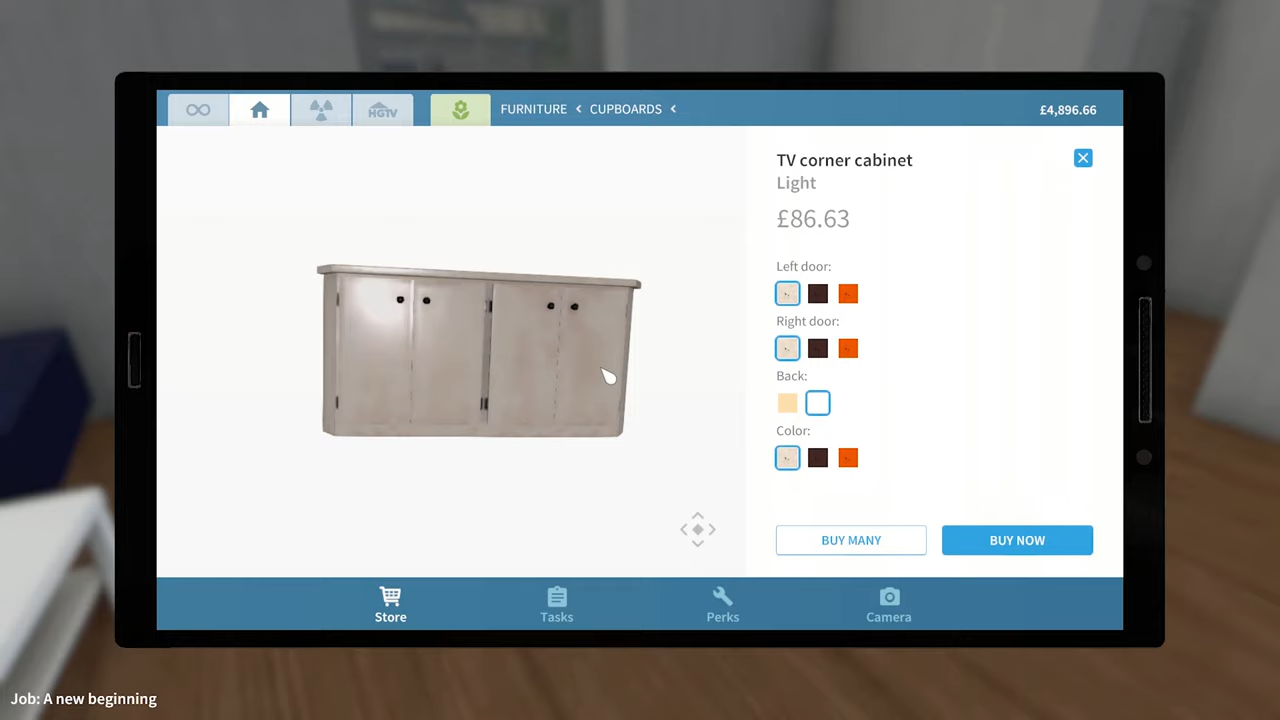 HGTV
FURNITURE < CUPBOARDS <
£4,896.66
TV corner cabinet
Light
£86.63
Left door:
Right door:
Back:
Color:
BUY MANY
BUY NOW
Store
Tasks
Perks
Camera
Job: A new beginning